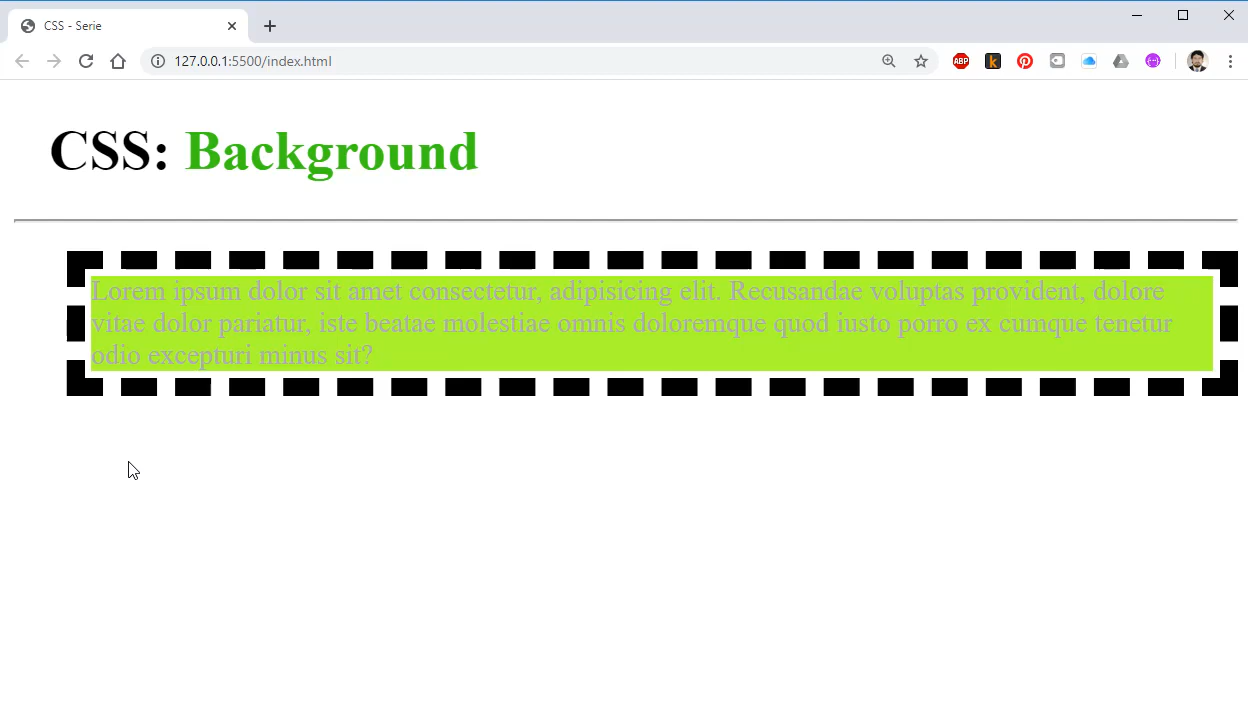 CSS - Serie
127.0.0.1:5500/index.html
ABP
k
CSS: Background
Lorem ipsum dolor sit amet consectetur, adipisicing elit. Recusandae voluptas provident, dolore
vitae dolor pariatur, iste beatae molestiae omnis doloremque quod iusto porro ex cumque tenetur
odio excepturi minus sit?